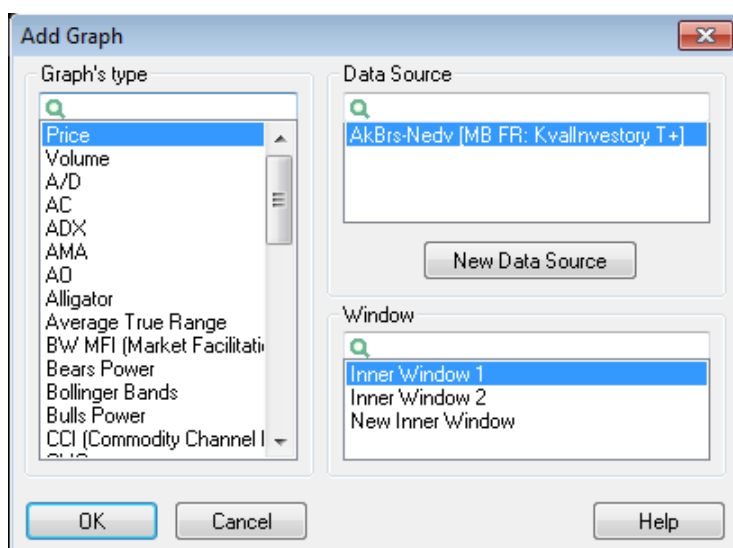 Add Graph
Graph's type
Price
Volume
A/D
AC
ADX
AMA
AO
Alligator
Average True Range
BW MFI (Market Facilitati
Bears Power
Bollinger Bands
Bulls Power
CCI (Commodity Channel I
Data Source
AkBrs-Nedv [MB FR: KvalInvestory T+]
New Data Source
Window
Inner Window 1
Inner Window 2
New Inner Window
OK
Cancel
Help